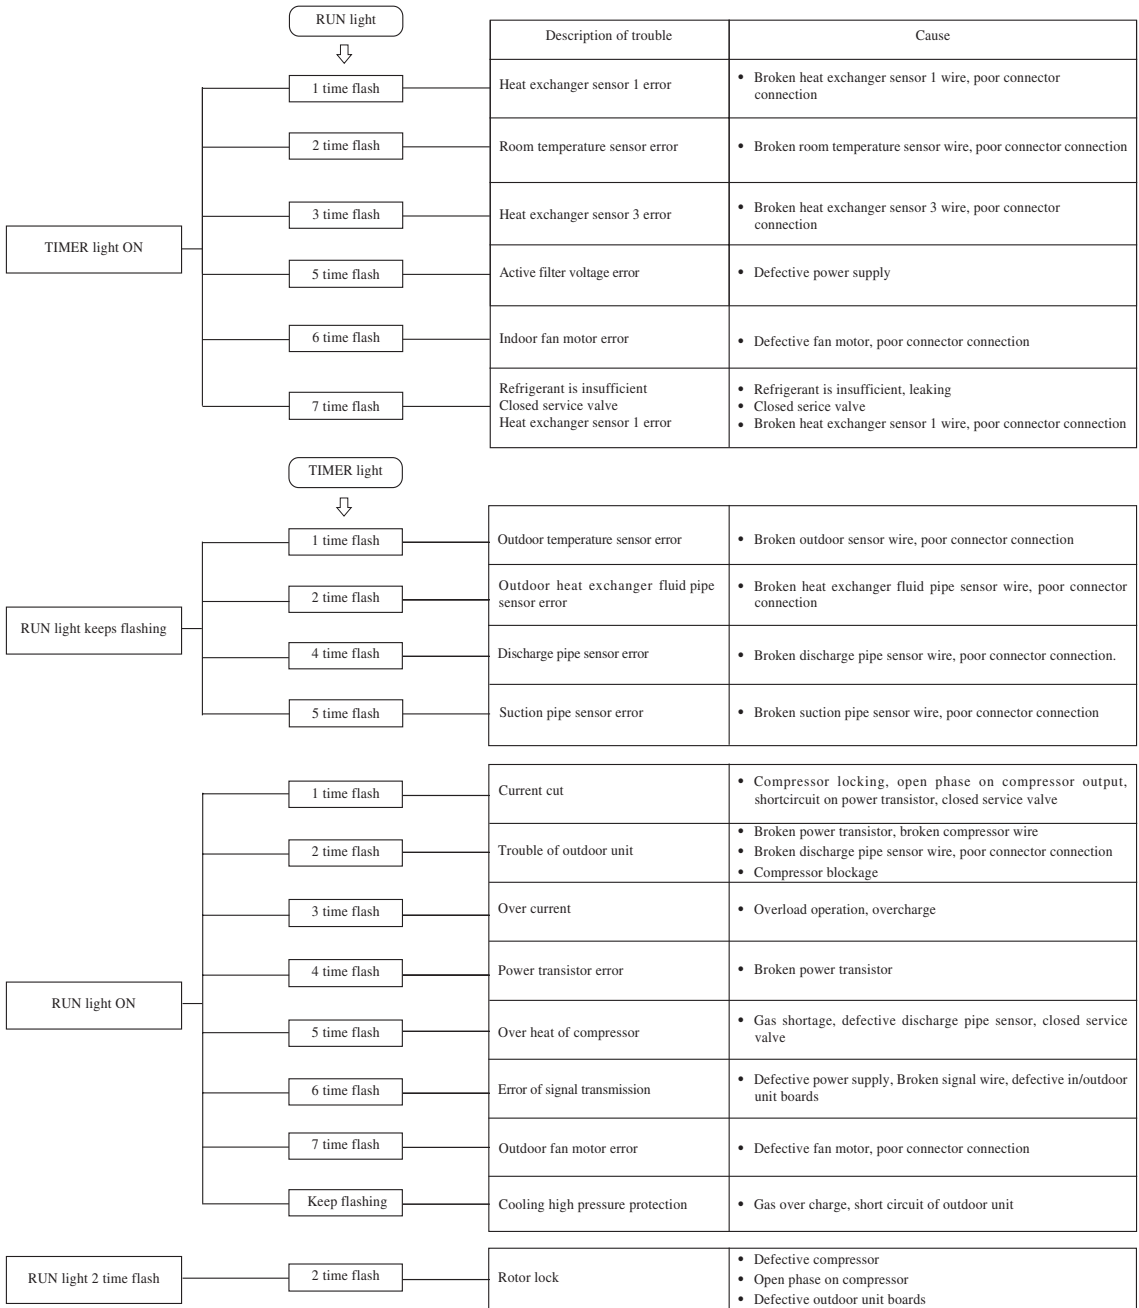 RUN light
Description of trouble
Cause
TIMER light ON
1 time flash
Heat exchanger sensor 1 error
• Broken heat exchanger sensor 1 wire, poor connector
connection
2 time flash
Room temperature sensor error
• Broken room temperature sensor wire, poor connector connection
3 time flash
Heat exchanger sensor 3 error
• Broken heat exchanger sensor 3 wire, poor connector
connection
5 time flash
Active filter voltage error
• Defective power supply
6 time flash
Indoor fan motor error
• Defective fan motor, poor connector connection
7 time flash
Refrigerant is insufficient
Closed service valve
Heat exchanger sensor 1 error
• Refrigerant is insufficient, leaking
• Closed serice valve
• Broken heat exchanger sensor 1 wire, poor connector connection
TIMER light
RUN light keeps flashing
1 time flash
Outdoor temperature sensor error
• Broken outdoor sensor wire, poor connector connection
2 time flash
Outdoor heat exchanger fluid pipe
sensor error
• Broken heat exchanger fluid pipe sensor wire, poor connector
connection
4 time flash
Discharge pipe sensor error
• Broken discharge pipe sensor wire, poor connector connection.
5 time flash
Suction pipe sensor error
• Broken suction pipe sensor wire, poor connector connection
RUN light ON
1 time flash
Current cut
• Compressor locking, open phase on compressor output,
shortcircuit on power transistor, closed service valve
2 time flash
Trouble of outdoor unit
• Broken power transistor, broken compressor wire
• Broken discharge pipe sensor wire, poor connector connection
• Compressor blockage
3 time flash
Over current
• Overload operation, overcharge
4 time flash
Power transistor error
• Broken power transistor
5 time flash
Over heat of compressor
• Gas shortage, defective discharge pipe sensor, closed service
valve
6 time flash
Error of signal transmission
• Defective power supply, Broken signal wire, defective in/outdoor
unit boards
7 time flash
Outdoor fan motor error
• Defective fan motor, poor connector connection
Keep flashing
Cooling high pressure protection
• Gas over charge, short circuit of outdoor unit
RUN light 2 time flash
2 time flash
Rotor lock
• Defective compressor
• Open phase on compressor
• Defective outdoor unit boards